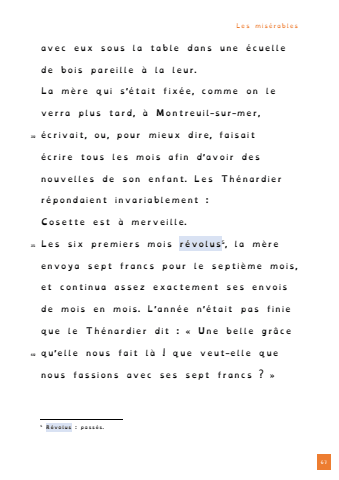 Les misérables
avec eux sous la table dans une écuelle
de bois pareille à la leur.
La mère qui s'était fixée, comme on le
verra plus tard, à Montreuil-sur-mer,
écrivait, ou, pour mieux dire, faisait
écrire tous les mois afin d'avoir des
nouvelles de son enfant. Les Thénardier
répondaient invariablement :
Cosette est à merveille.
Les six premiers mois révolus, la mère
envoya sept francs pour le septième mois,
et continua assez exactement ses envois
de mois en mois. L'année n'était pas finie
que le Thénardier dit : « Une belle grâce
qu'elle nous fait là ! que veut-elle que
nous fassions avec ses sept francs ? »
Révolus : passés.